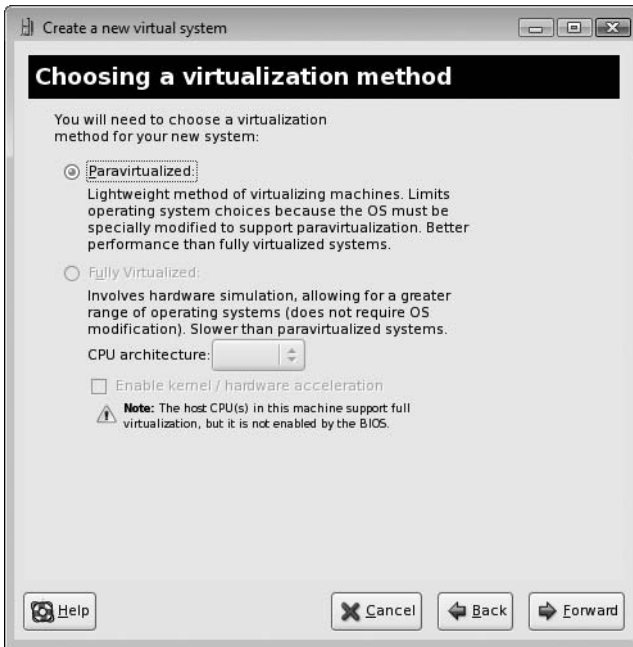 Create a new virtual system
Choosing a virtualization method
You will need to choose a virtualization
method for your new system:
Paravirtualized:
Lightweight method of virtualizing machines. Limits
operating system choices because the OS must be
specially modified to support paravirtualization. Better
performance than fully virtualized systems.
Fully Virtualized:
Involves hardware simulation, allowing for a greater
range of operating systems (does not require OS
modification). Slower than paravirtualized systems.
CPU architecture:
Enable kernel / hardware acceleration
Note: The host CPU(s) in this machine support full
virtualization, but it is not enabled by the BIOS.
Help
Cancel
Back
Forward